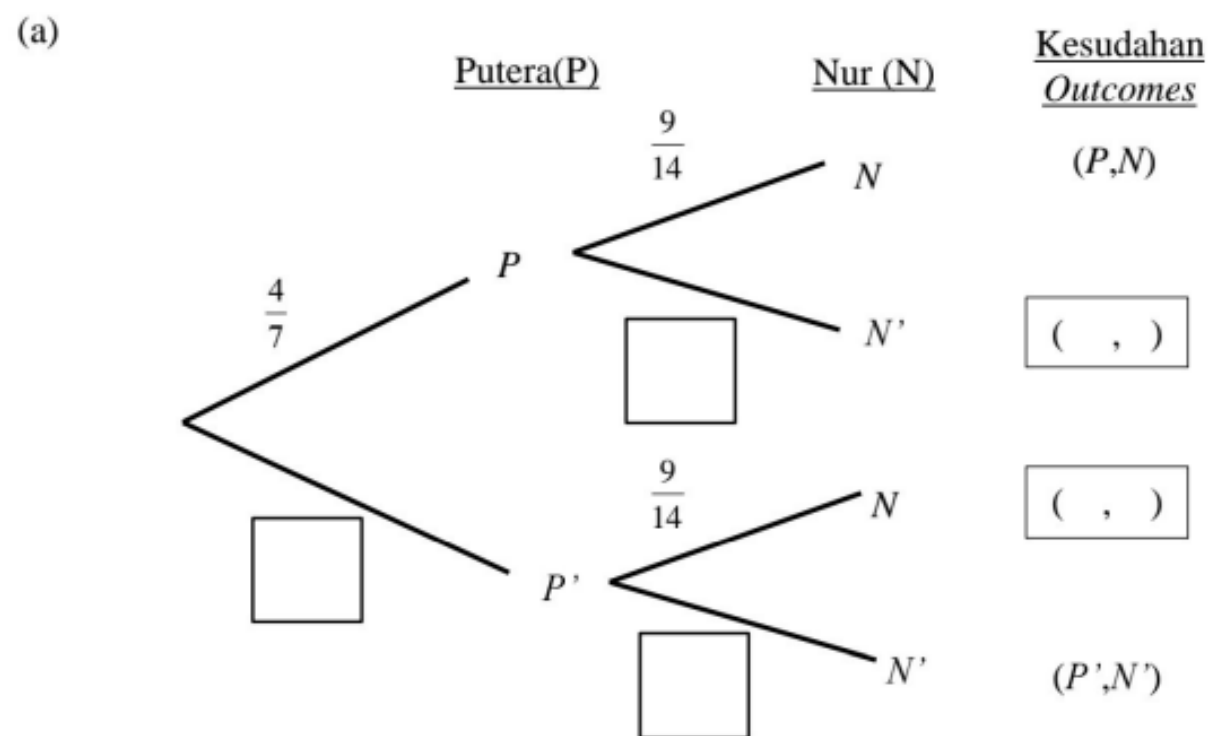 (a)
Putera(P) Nur (N) Kesudahan
Outcomes
9/14 N (P,N)
4/7 P
N' ( , )
9/14 N ( , )
P'
N' (P',N')